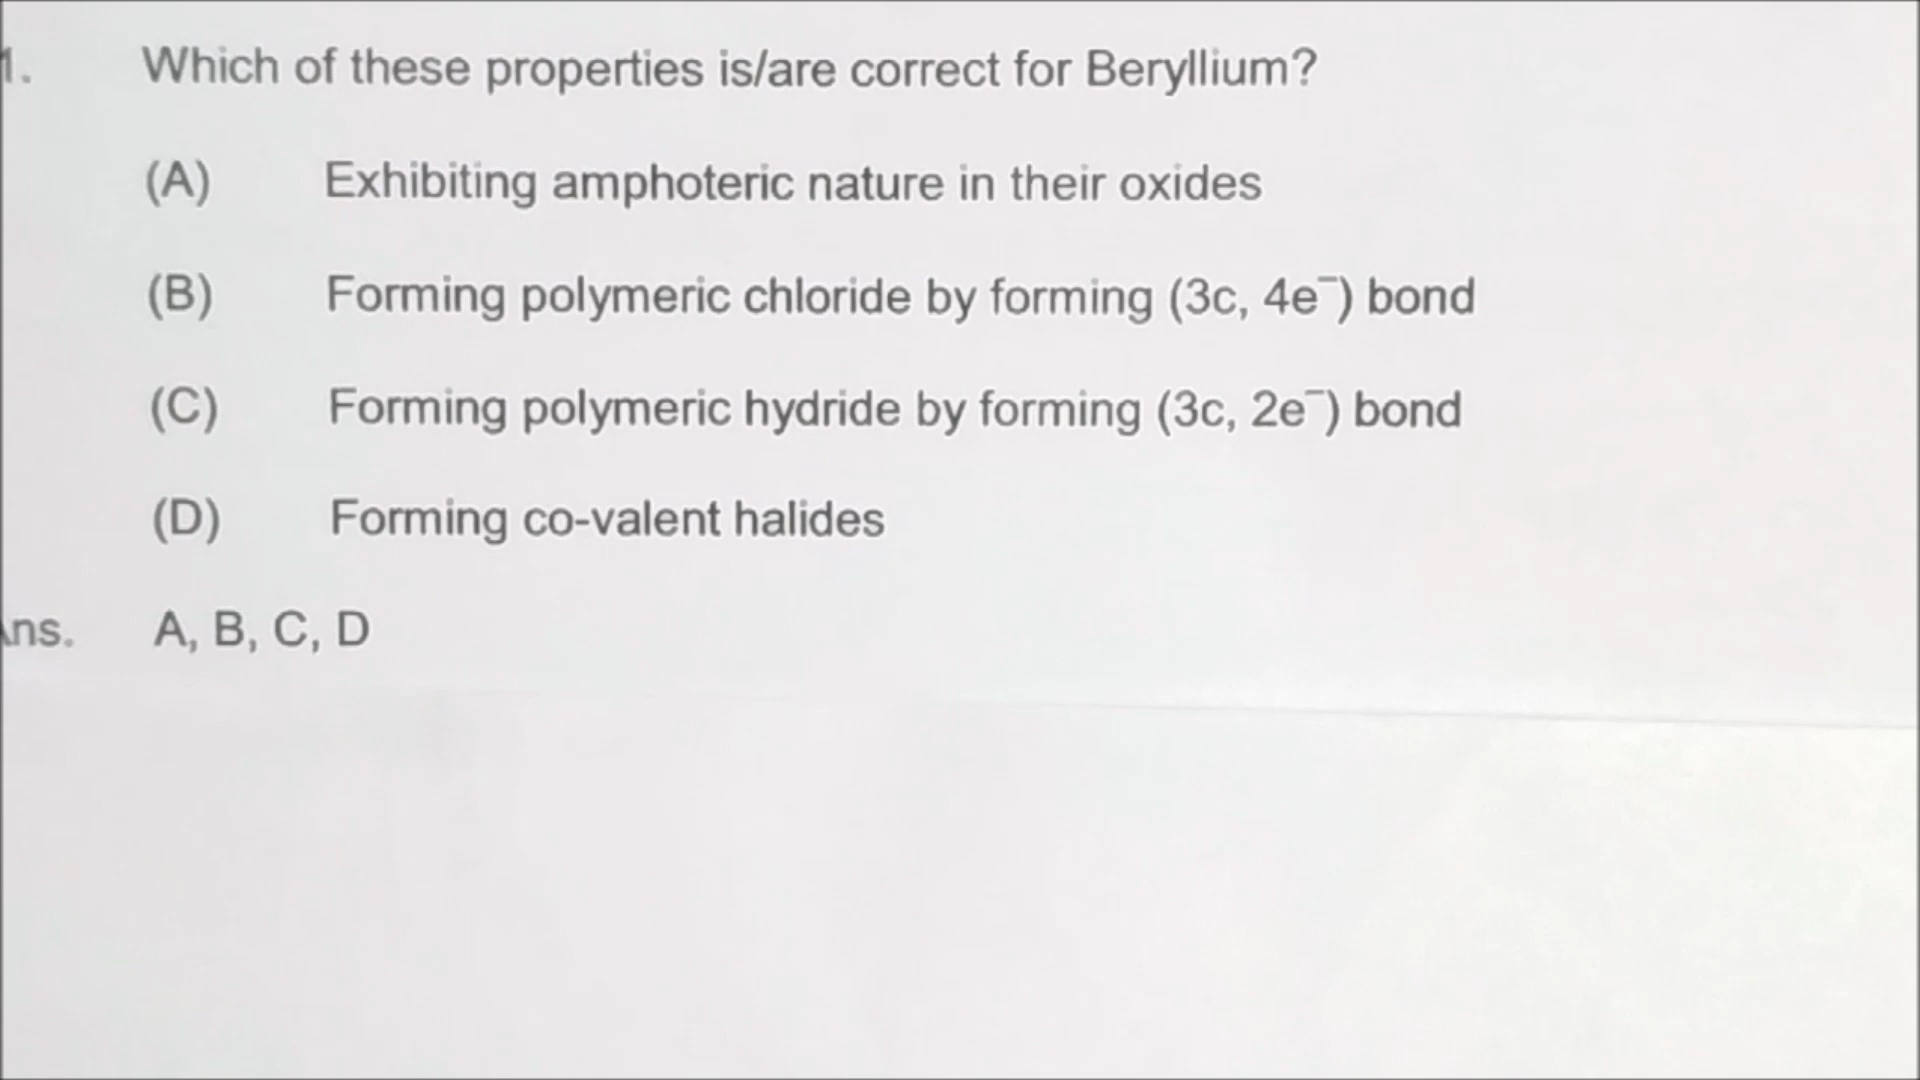 1. Which of these properties is/are correct for Beryllium?
(A) Exhibiting amphoteric nature in their oxides
(B) Forming polymeric chloride by forming (3c, 4e⁻) bond
(C) Forming polymeric hydride by forming (3c, 2e⁻) bond
(D) Forming co-valent halides
Ans. A, B, C, D